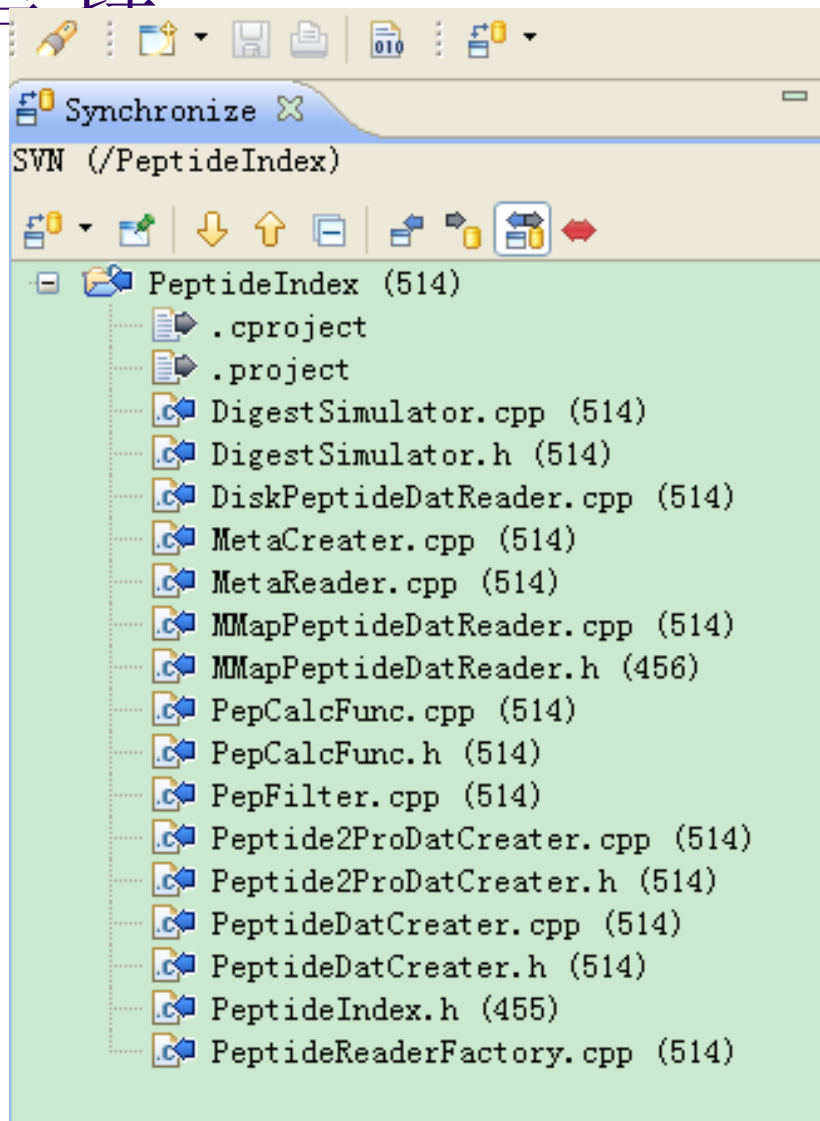 010
Synchronize
SVN (/PeptideIndex)
PeptideIndex (514)
.cproject
.project
.c DigestSimulator.cpp (514)
.c DigestSimulator.h (514)
.c DiskPeptideDatReader.cpp (514)
.c MetaCreater.cpp (514)
.c MetaReader.cpp (514)
.c MMapPeptideDatReader.cpp (514)
.c MMapPeptideDatReader.h (456)
.c PepCalcFunc.cpp (514)
.c PepCalcFunc.h (514)
.c PepFilter.cpp (514)
.c Peptide2ProDatCreater.cpp (514)
.c Peptide2ProDatCreater.h (514)
.c PeptideDatCreater.cpp (514)
.c PeptideDatCreater.h (514)
.c PeptideIndex.h (455)
.c PeptideReaderFactory.cpp (514)